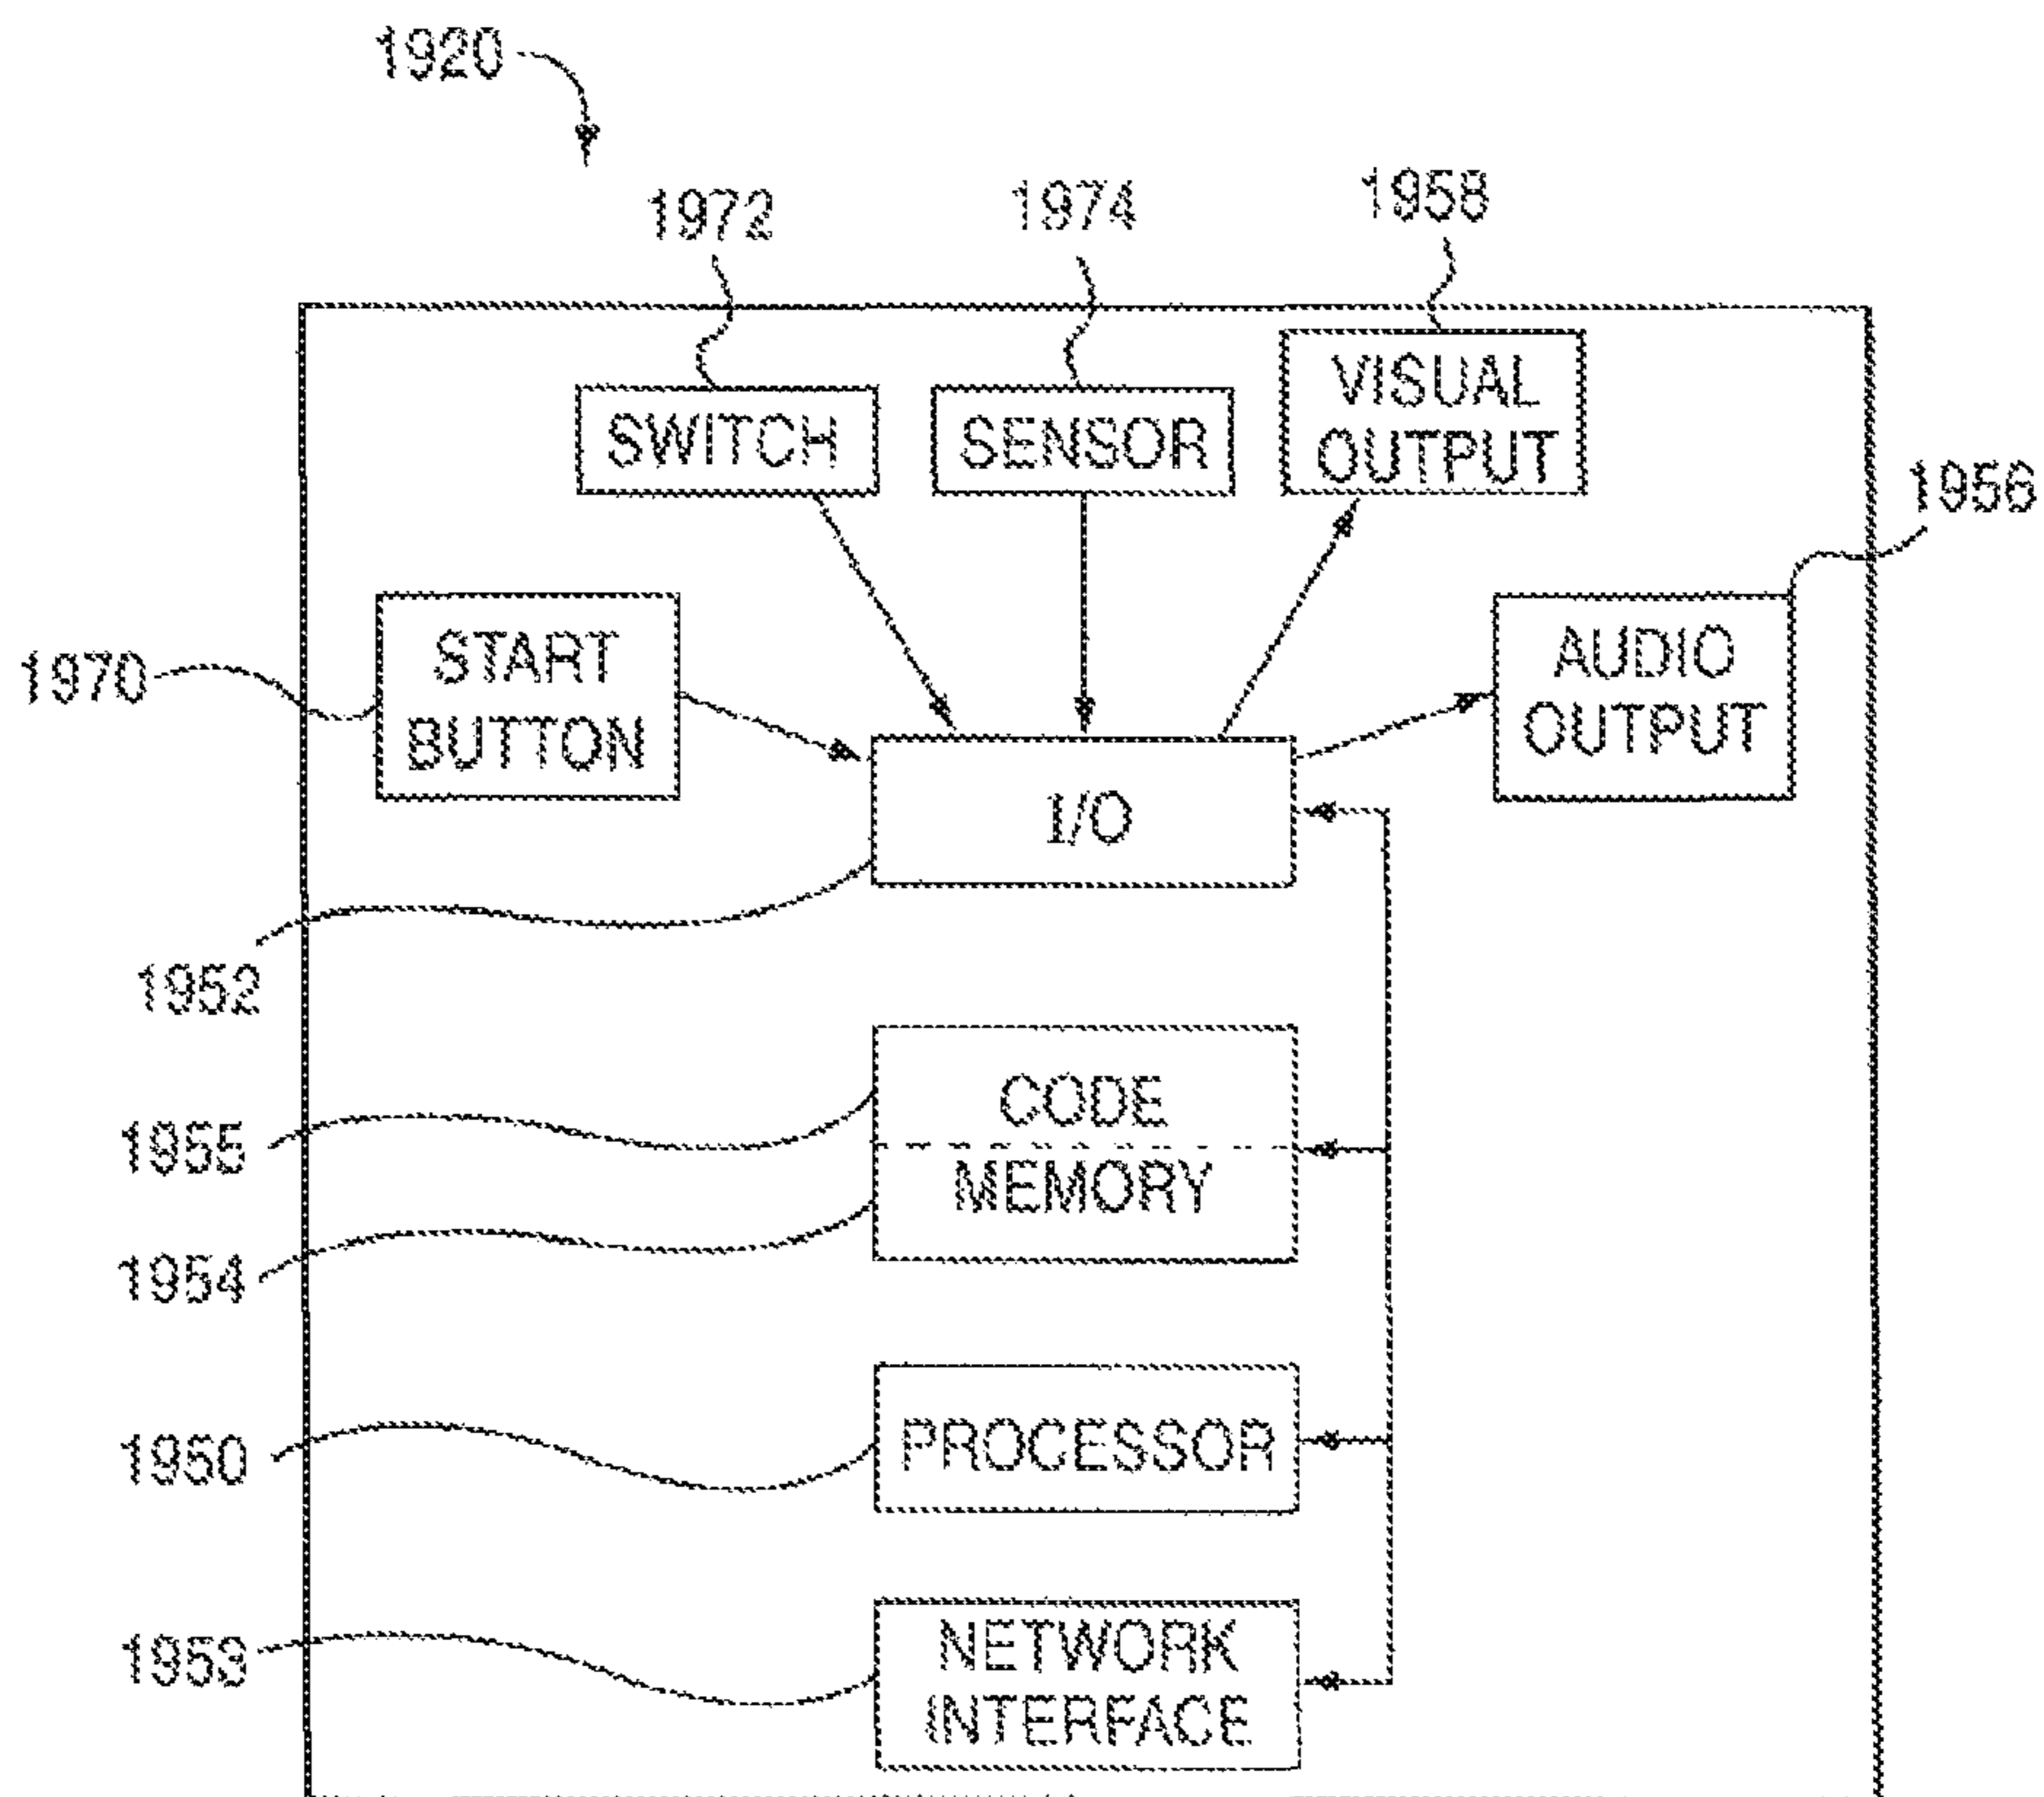 1920
1972
1974
1958
SWITCH
SENSOR
VISUAL
OUTPUT
1956
1970
START
BUTTON
AUDIO
OUTPUT
I/O
1952
1955
CODE
MEMORY
1954
1950
PROCESSOR
1953
NETWORK
INTERFACE